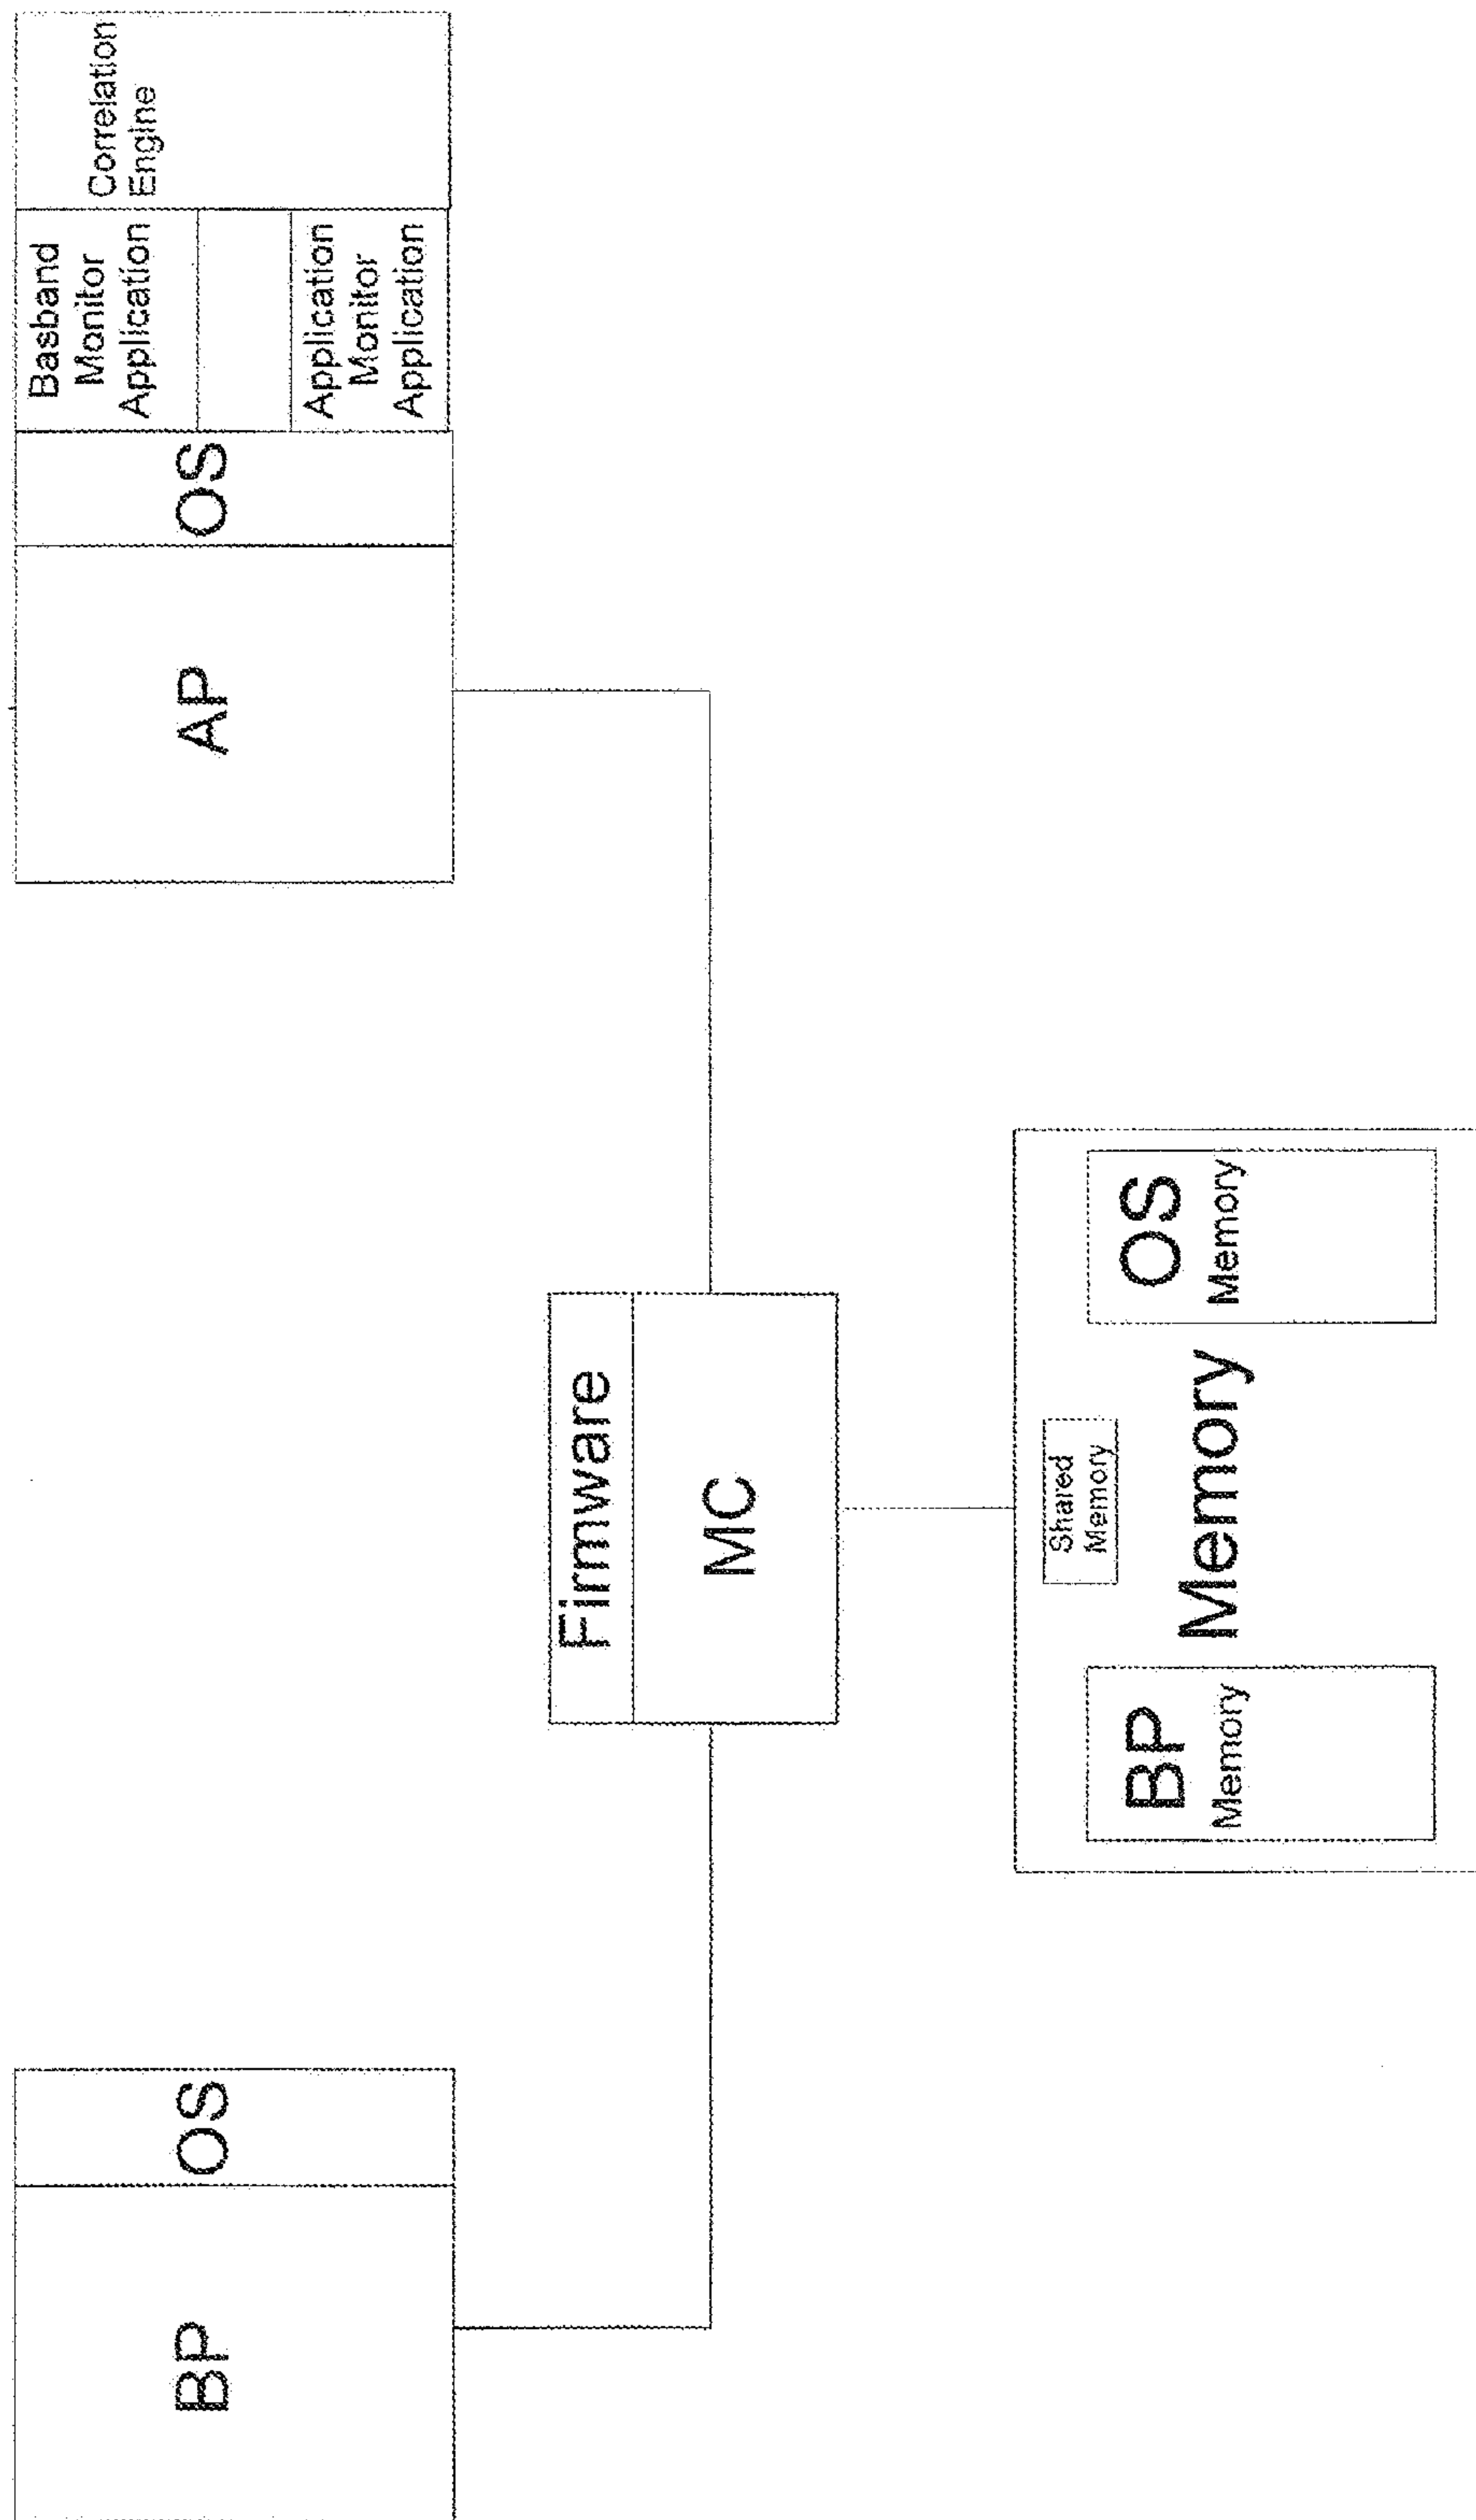 BP
OS
Firmware
MC
BP
Memory
Shared
Memory
Memory
OS
Memory
AP
OS
Basband
Monitor
Application
Application
Monitor
Application
Correlation
Engine